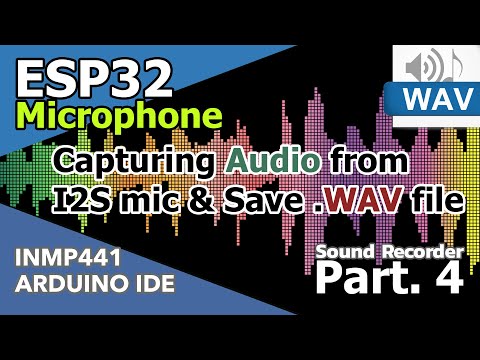 ESP32
Microphone
WAV
Capturing Audio from
I2S mic & Save .WAV file
INMP441
ARDUINO IDE
Sound Recorder
Part. 4